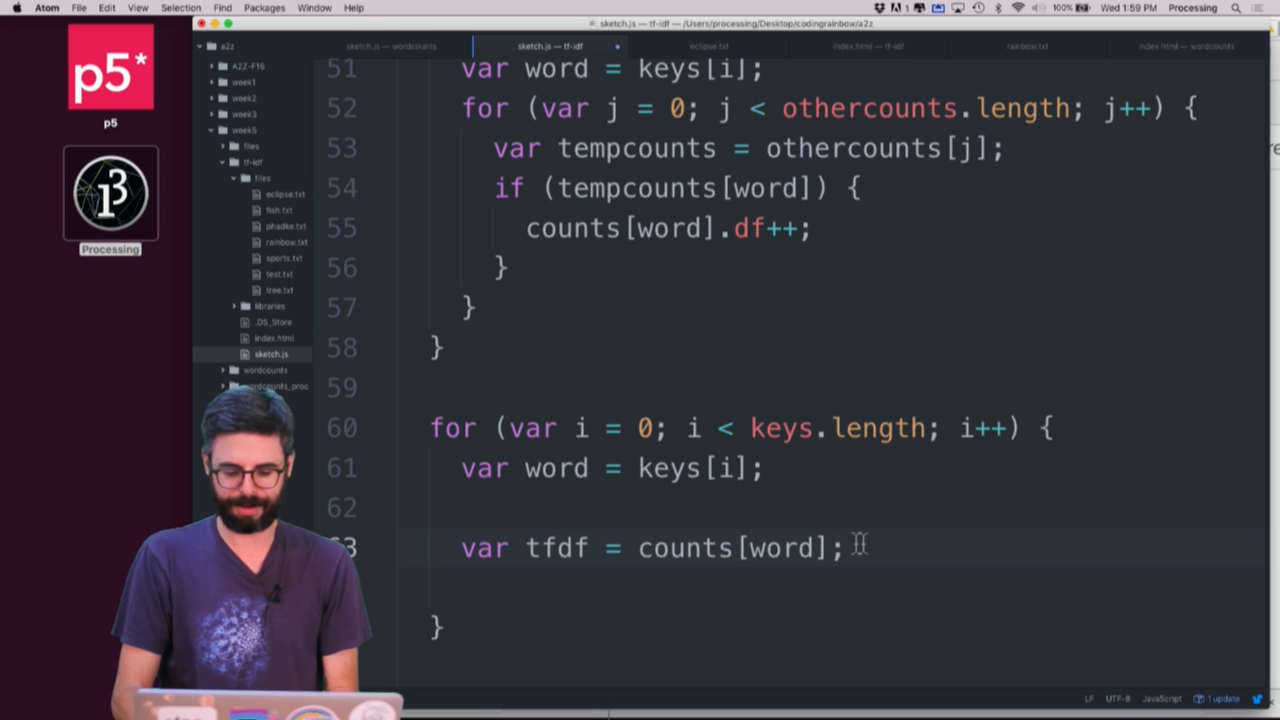 Atom File Edit View Selection Find Packages Window Help
1
100%
Wed 1:59 PM Processing
sketch.js — tf-idf — /Users/processing/Desktop/codingrainbow/a2z
p5*
p5
Processing
a2z
A2Z-F16
week1
week2
week3
week5
files
tf-idf
files
eclipse.txt
fish.txt
phadke.txt
rainbow.txt
sports.txt
test.txt
tree.txt
libraries
.DS_Store
index.html
sketch.js
wordcounts
wordcounts_proc
sketch.js — wordcounts
sketch.js — tf-idf
eclipse.txt
index.html — tf-idf
rainbow.txt
index.html — wordcounts
51 var word = keys[i];
52 for (var j = 0; j < othercounts.length; j++) {
53 var tempcounts = othercounts[j];
54 if (tempcounts[word]) {
55 counts[word].df++;
56 }
57 }
58 }
59
60 for (var i = 0; i < keys.length; i++) {
61 var word = keys[i];
62
63 var tfdf = counts[word];
}
LF UTF-8 JavaScript 1 update